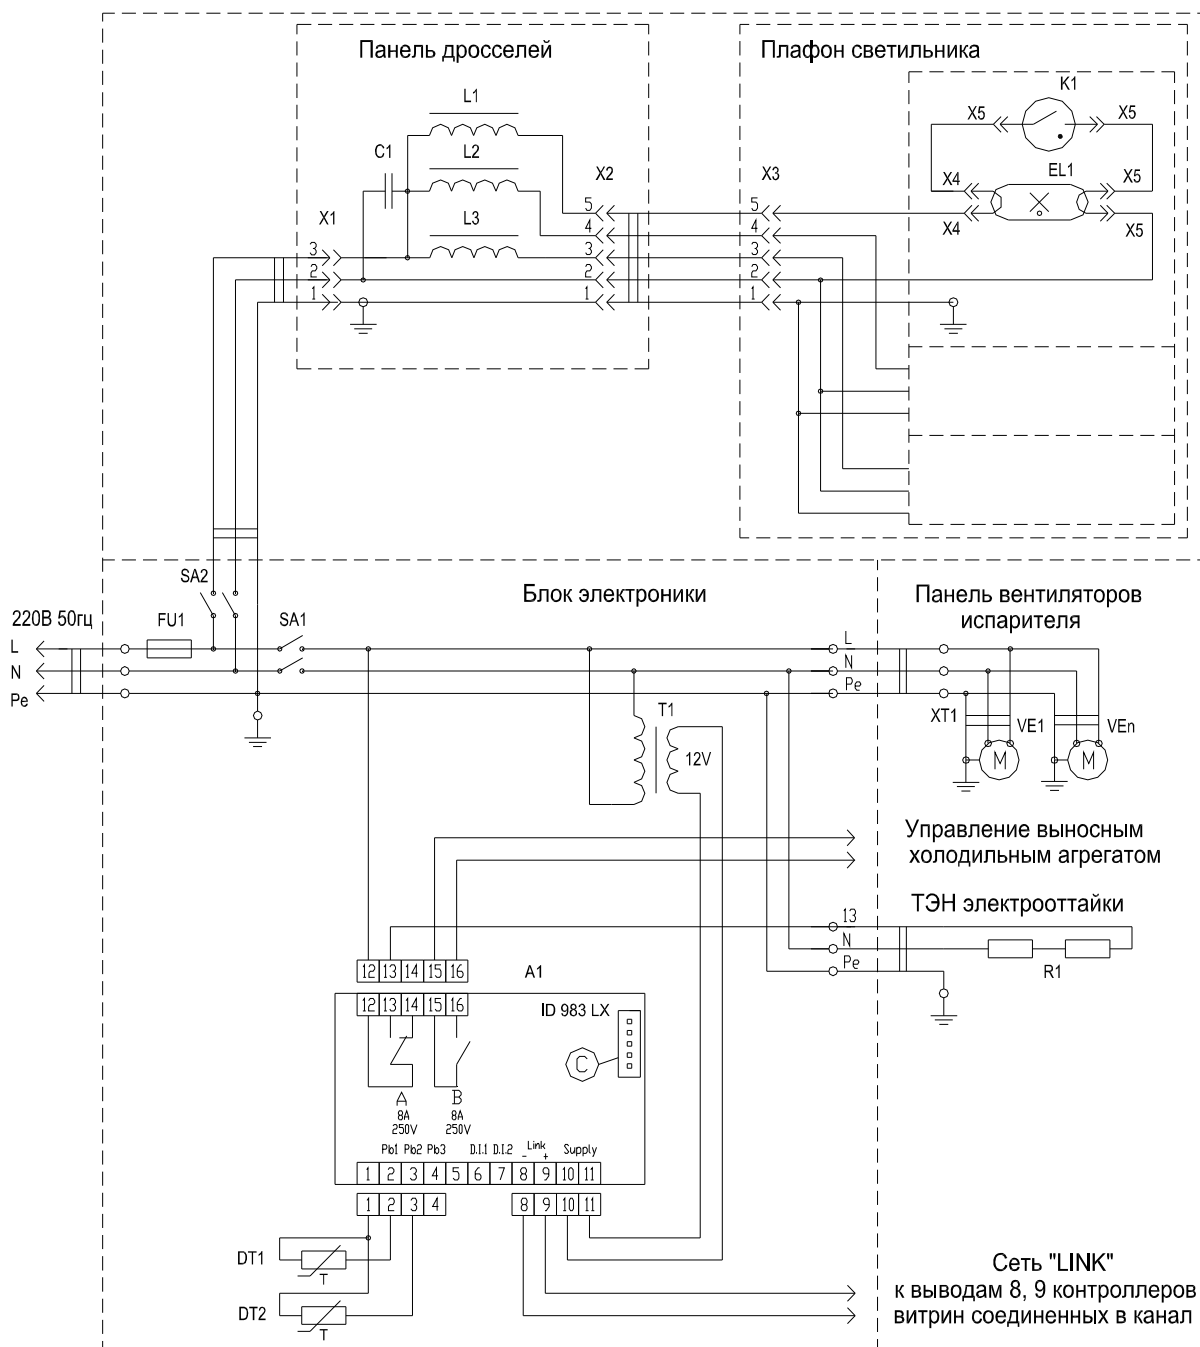 Панель дросселей
Плафон светильника
L1
C1
L2
L3
X1
X2
X3
K1
X5
X5
EL1
X4
X5
X4
X5
5
4
3
2
1
3
2
1
5
4
3
2
1
SA2
Блок электроники
Панель вентиляторов
испарителя
220В 50гц
FU1
SA1
L
N
Pe
L
N
Pe
T1
12V
XT1
VE1
VEn
M
M
Управление выносным
холодильным агрегатом
ТЭН электрооттайки
13
N
Pe
R1
12 13 14 15 16
A1
12 13 14 15 16
ID 983 LX
C
A
8A
250V
B
8A
250V
Pb1 Pb2 Pb3 D.I.1 D.I.2 Link Supply
- +
1 2 3 4 5 6 7 8 9 10 11
1 2 3 4 8 9 10 11
DT1
T
DT2
T
Сеть "LINK"
к выводам 8, 9 контроллеров
витрин соединенных в канал